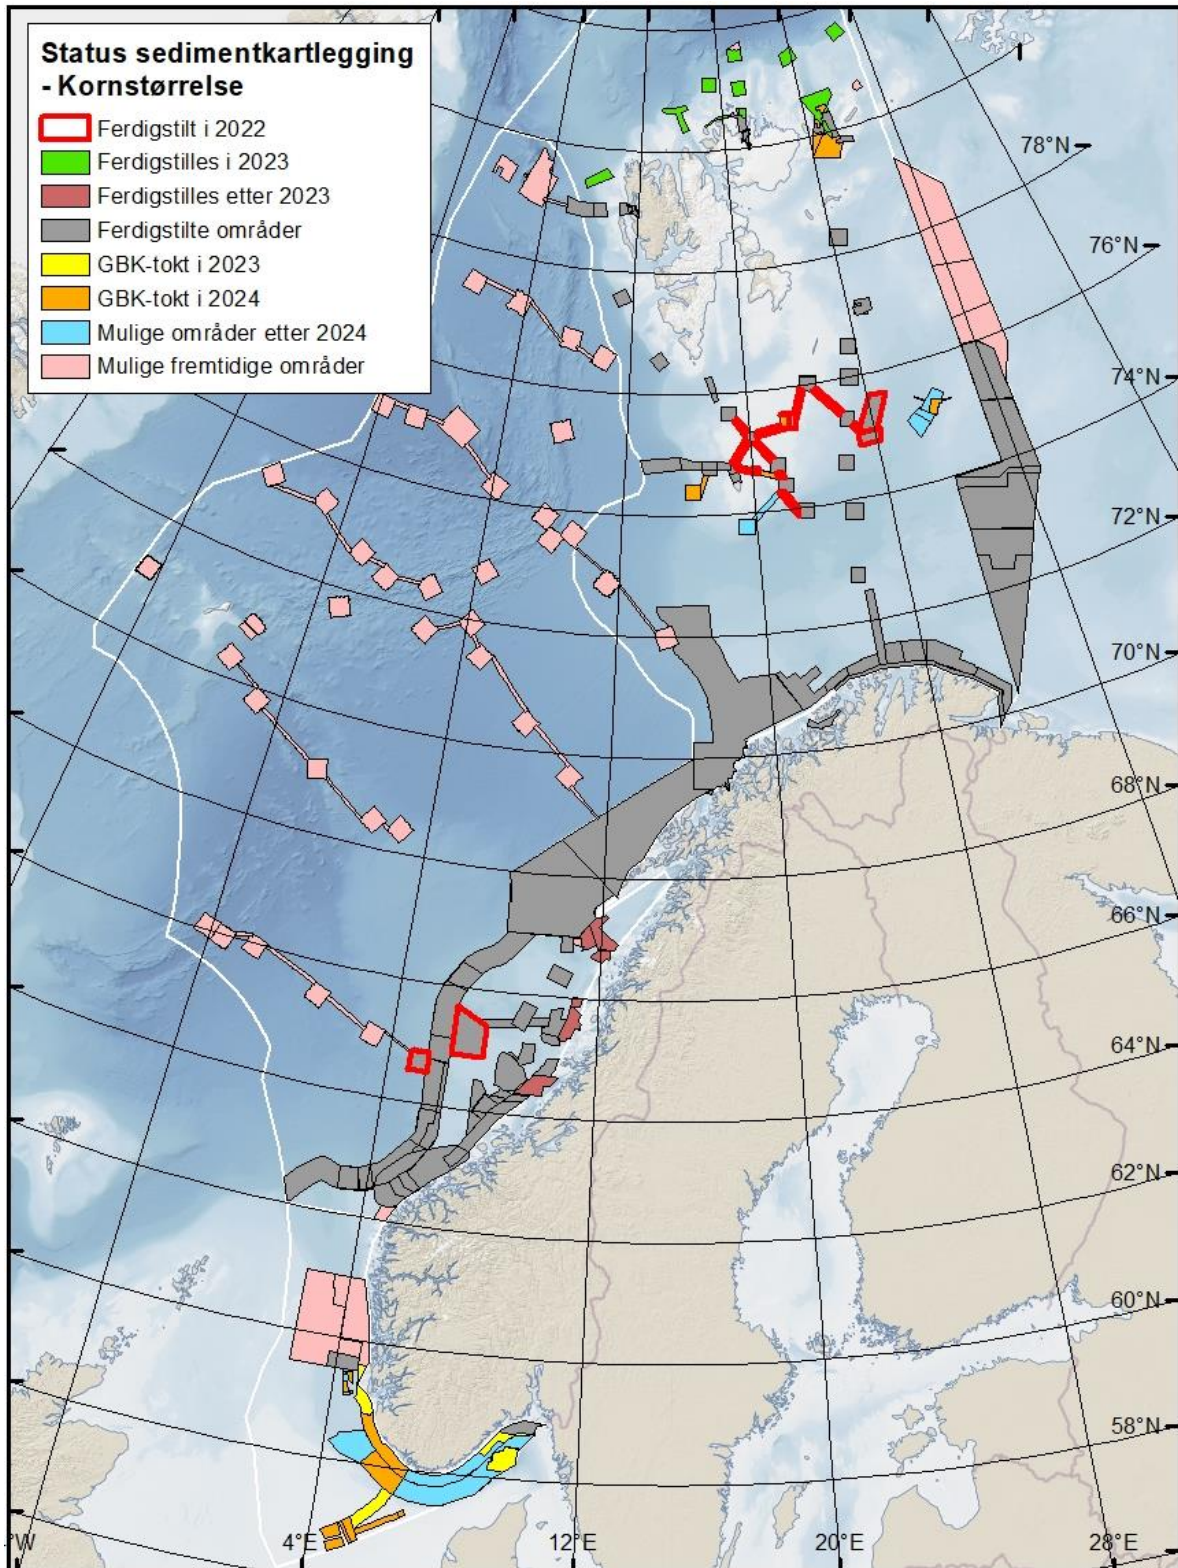 Status sedimentkartlegging
- Kornstørrelse
Ferdigstilt i 2022
Ferdigstilles i 2023
Ferdigstilles etter 2023
Ferdigstilte områder
GBK-tokt i 2023
GBK-tokt i 2024
Mulige områder etter 2024
Mulige fremtidige områder
78°N
76°N
74°N
72°N
70°N
68°N
66°N
64°N
62°N
60°N
58°N
°W
4°E
12°E
20°E
28°E